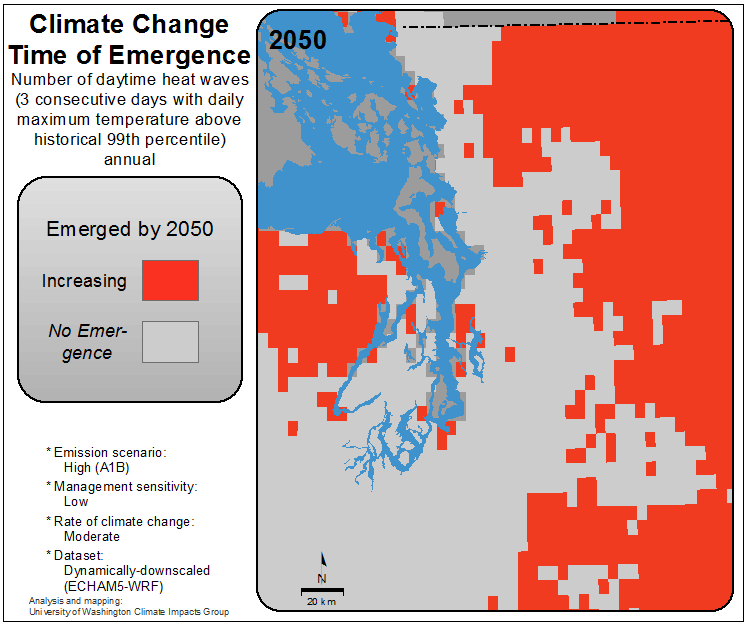 Climate Change
Time of Emergence
Number of daytime heat waves
(3 consecutive days with daily
maximum temperature above
historical 99th percentile)
annual
Emerged by 2050
Increasing
No Emer-
gence
* Emission scenario:
High (A1B)
* Management sensitivity:
Low
* Rate of climate change:
Moderate
* Dataset:
Dynamically-downscaled
(ECHAM5-WRF)
Analysis and mapping:
University of Washington Climate Impacts Group
2050
N
20 km